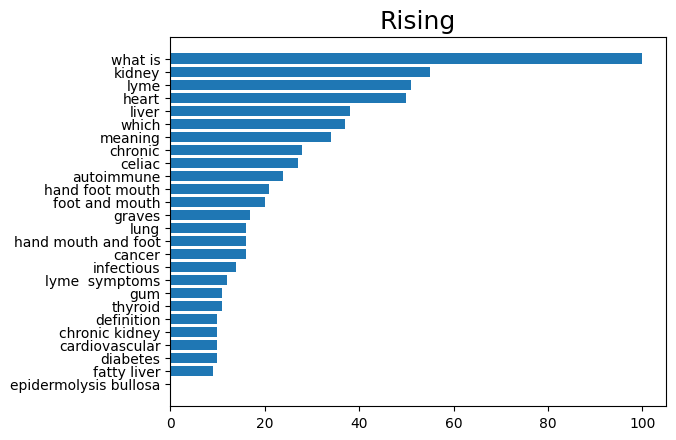 Rising
what is
kidney
lyme
heart
liver
which
meaning
chronic
celiac
autoimmune
hand foot mouth
foot and mouth
graves
lung
hand mouth and foot
cancer
infectious
lyme  symptoms
gum
thyroid
definition
chronic kidney
cardiovascular
diabetes
fatty liver
epidermolysis bullosa
0 20 40 60 80 100